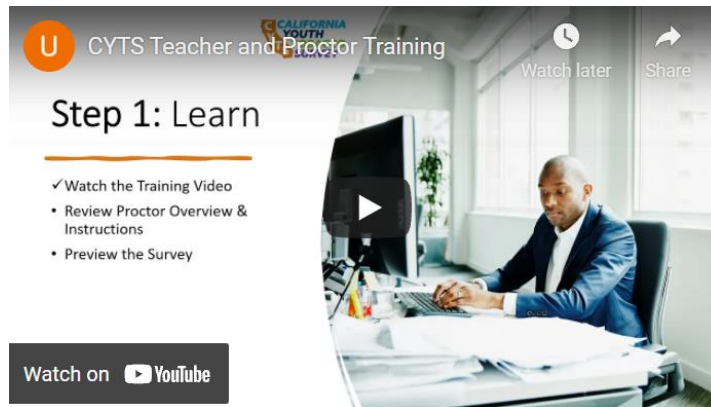 U
CYTS Teacher and Proctor Training
CALIFORNIA
YOUTH
SURVEY
Watch later
Share
Step 1: Learn
✓Watch the Training Video
• Review Proctor Overview &
Instructions
• Preview the Survey
Watch on YouTube